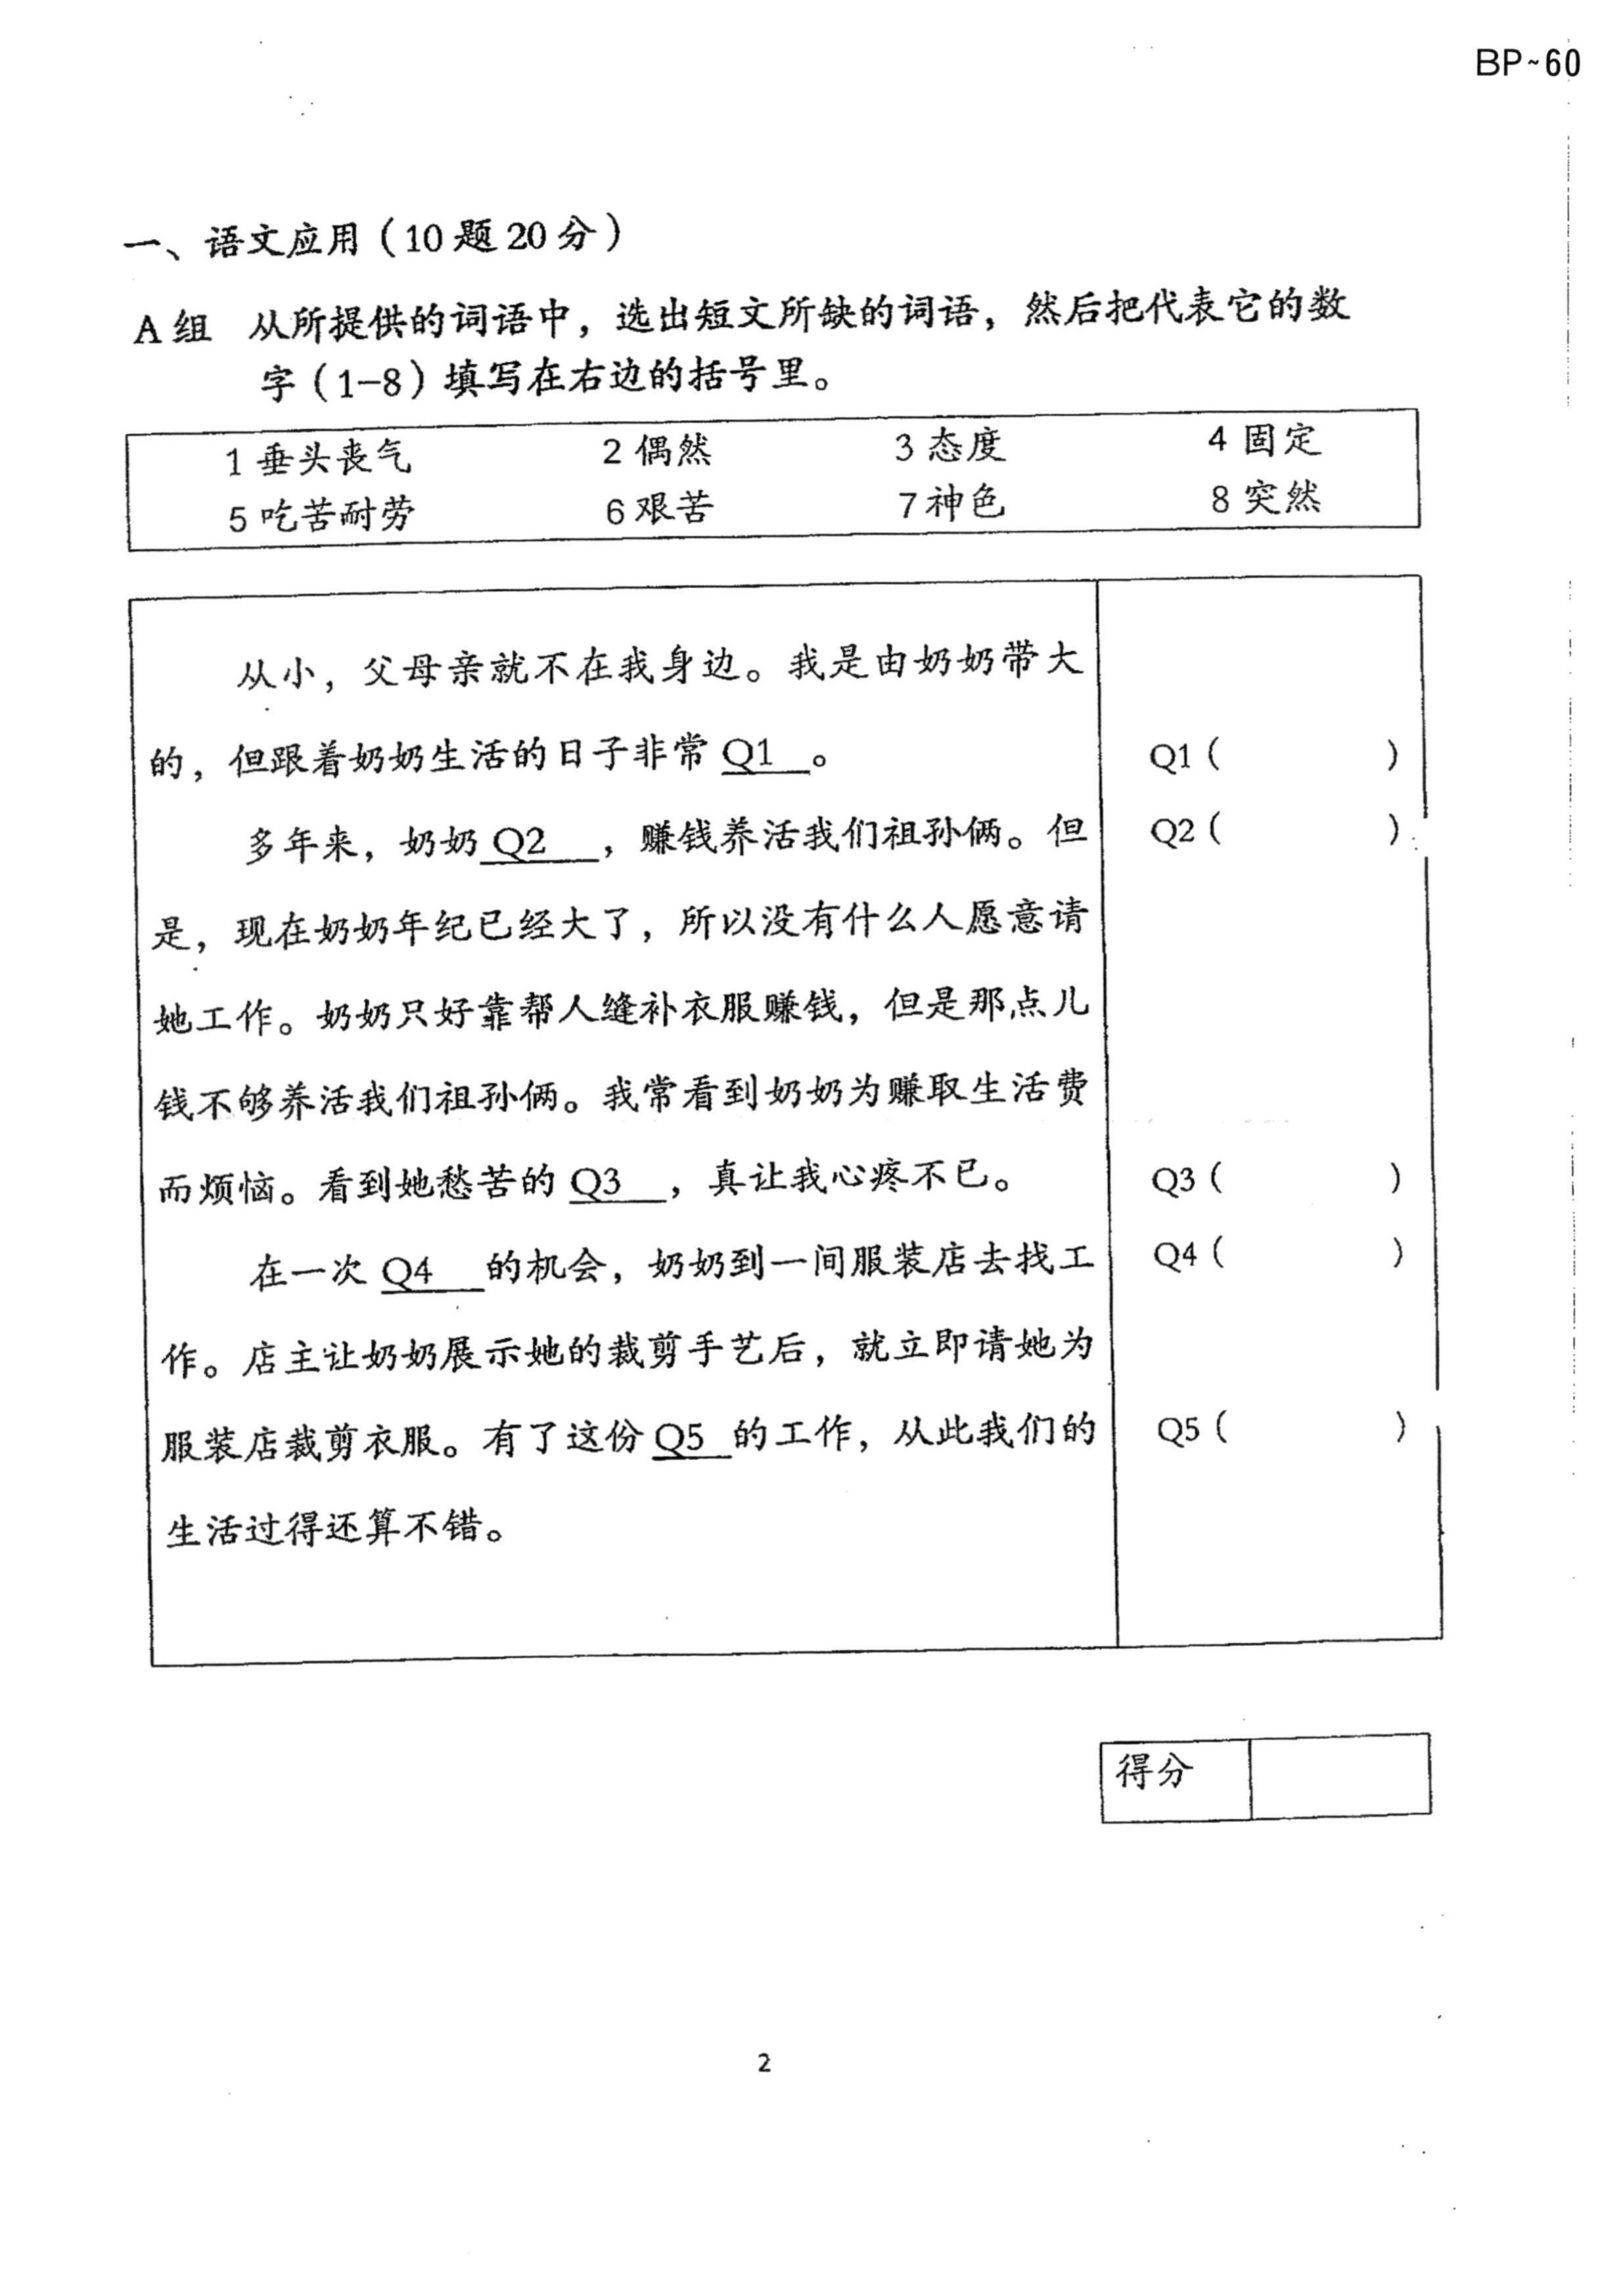 BP~60
一、语文应用（10题20分）
A组 从所提供的词语中，选出短文所缺的词语，然后把代表它的数
字（1-8）填写在右边的括号里。
1 垂头丧气 2 偶然 3 态度 4 固定
5 吃苦耐劳 6 艰苦 7 神色 8 突然
从小，父母亲就不在我身边。我是由奶奶带大
的，但跟着奶奶生活的日子非常 Q1 。 Q1（ ）
多年来，奶奶 Q2 ，赚钱养活我们祖孙俩。但 Q2（ ）
是，现在奶奶年纪已经大了，所以没有什么人愿意请
她工作。奶奶只好靠帮人缝补衣服赚钱，但是那点儿
钱不够养活我们祖孙俩。我常看到奶奶为赚取生活费
而烦恼。看到她愁苦的 Q3 ，真让我心疼不已。 Q3（ ）
在一次 Q4 的机会，奶奶到一间服装店去找工 Q4（ ）
作。店主让奶奶展示她的裁剪手艺后，就立即请她为
服装店裁剪衣服。有了这份 Q5 的工作，从此我们的 Q5（ ）
生活过得还算不错。
得分
2